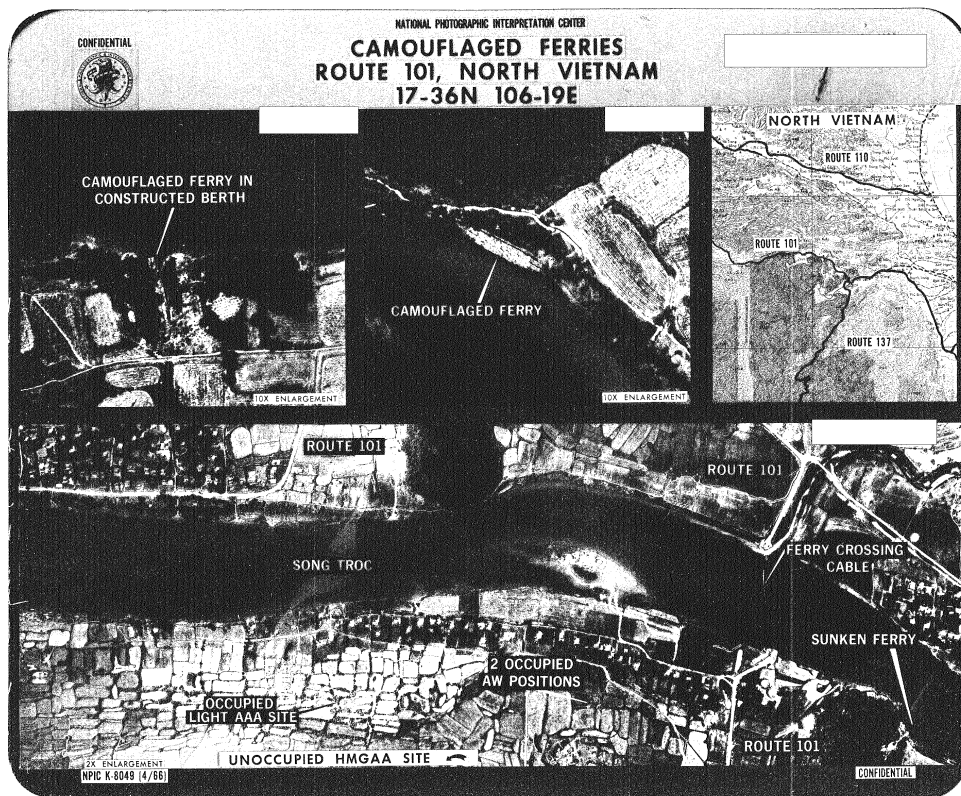 NATIONAL PHOTOGRAPHIC INTERPRETATION CENTER
CONFIDENTIAL
CAMOUFLAGED FERRIES
ROUTE 101, NORTH VIETNAM
17-36N 106-19E
CAMOUFLAGED FERRY IN
CONSTRUCTED BERTH
10X ENLARGEMENT
CAMOUFLAGED FERRY
10X ENLARGEMENT
NORTH VIETNAM
ROUTE 110
ROUTE 101
ROUTE 137
ROUTE 101
ROUTE 101
SONG TROC
FERRY CROSSING
CABLE
SUNKEN FERRY
2 OCCUPIED
AW POSITIONS
OCCUPIED
LIGHT AAA SITE
ROUTE 101
UNOCCUPIED HMGAA SITE
2X ENLARGEMENT
NPIC K-8049 (4/66)
CONFIDENTIAL